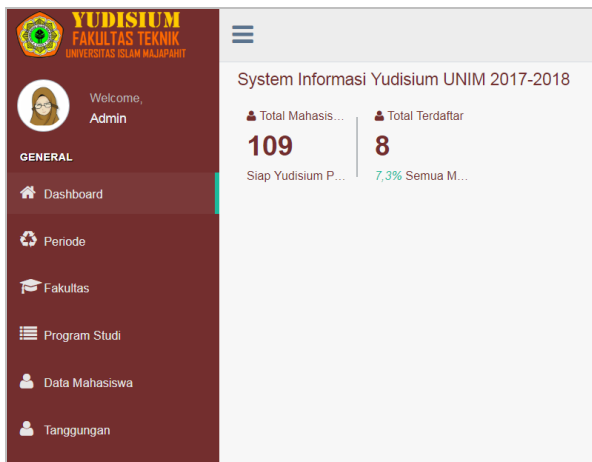 YUDISIUM
FAKULTAS TEKNIK
UNIVERSITAS ISLAM MAJAPAHIT
Welcome,
Admin
GENERAL
Dashboard
Periode
Fakultas
Program Studi
Data Mahasiswa
Tanggungan
System Informasi Yudisium UNIM 2017-2018
Total Mahasis...
109
Siap Yudisium P...
Total Terdaftar
8
7,3% Semua M...